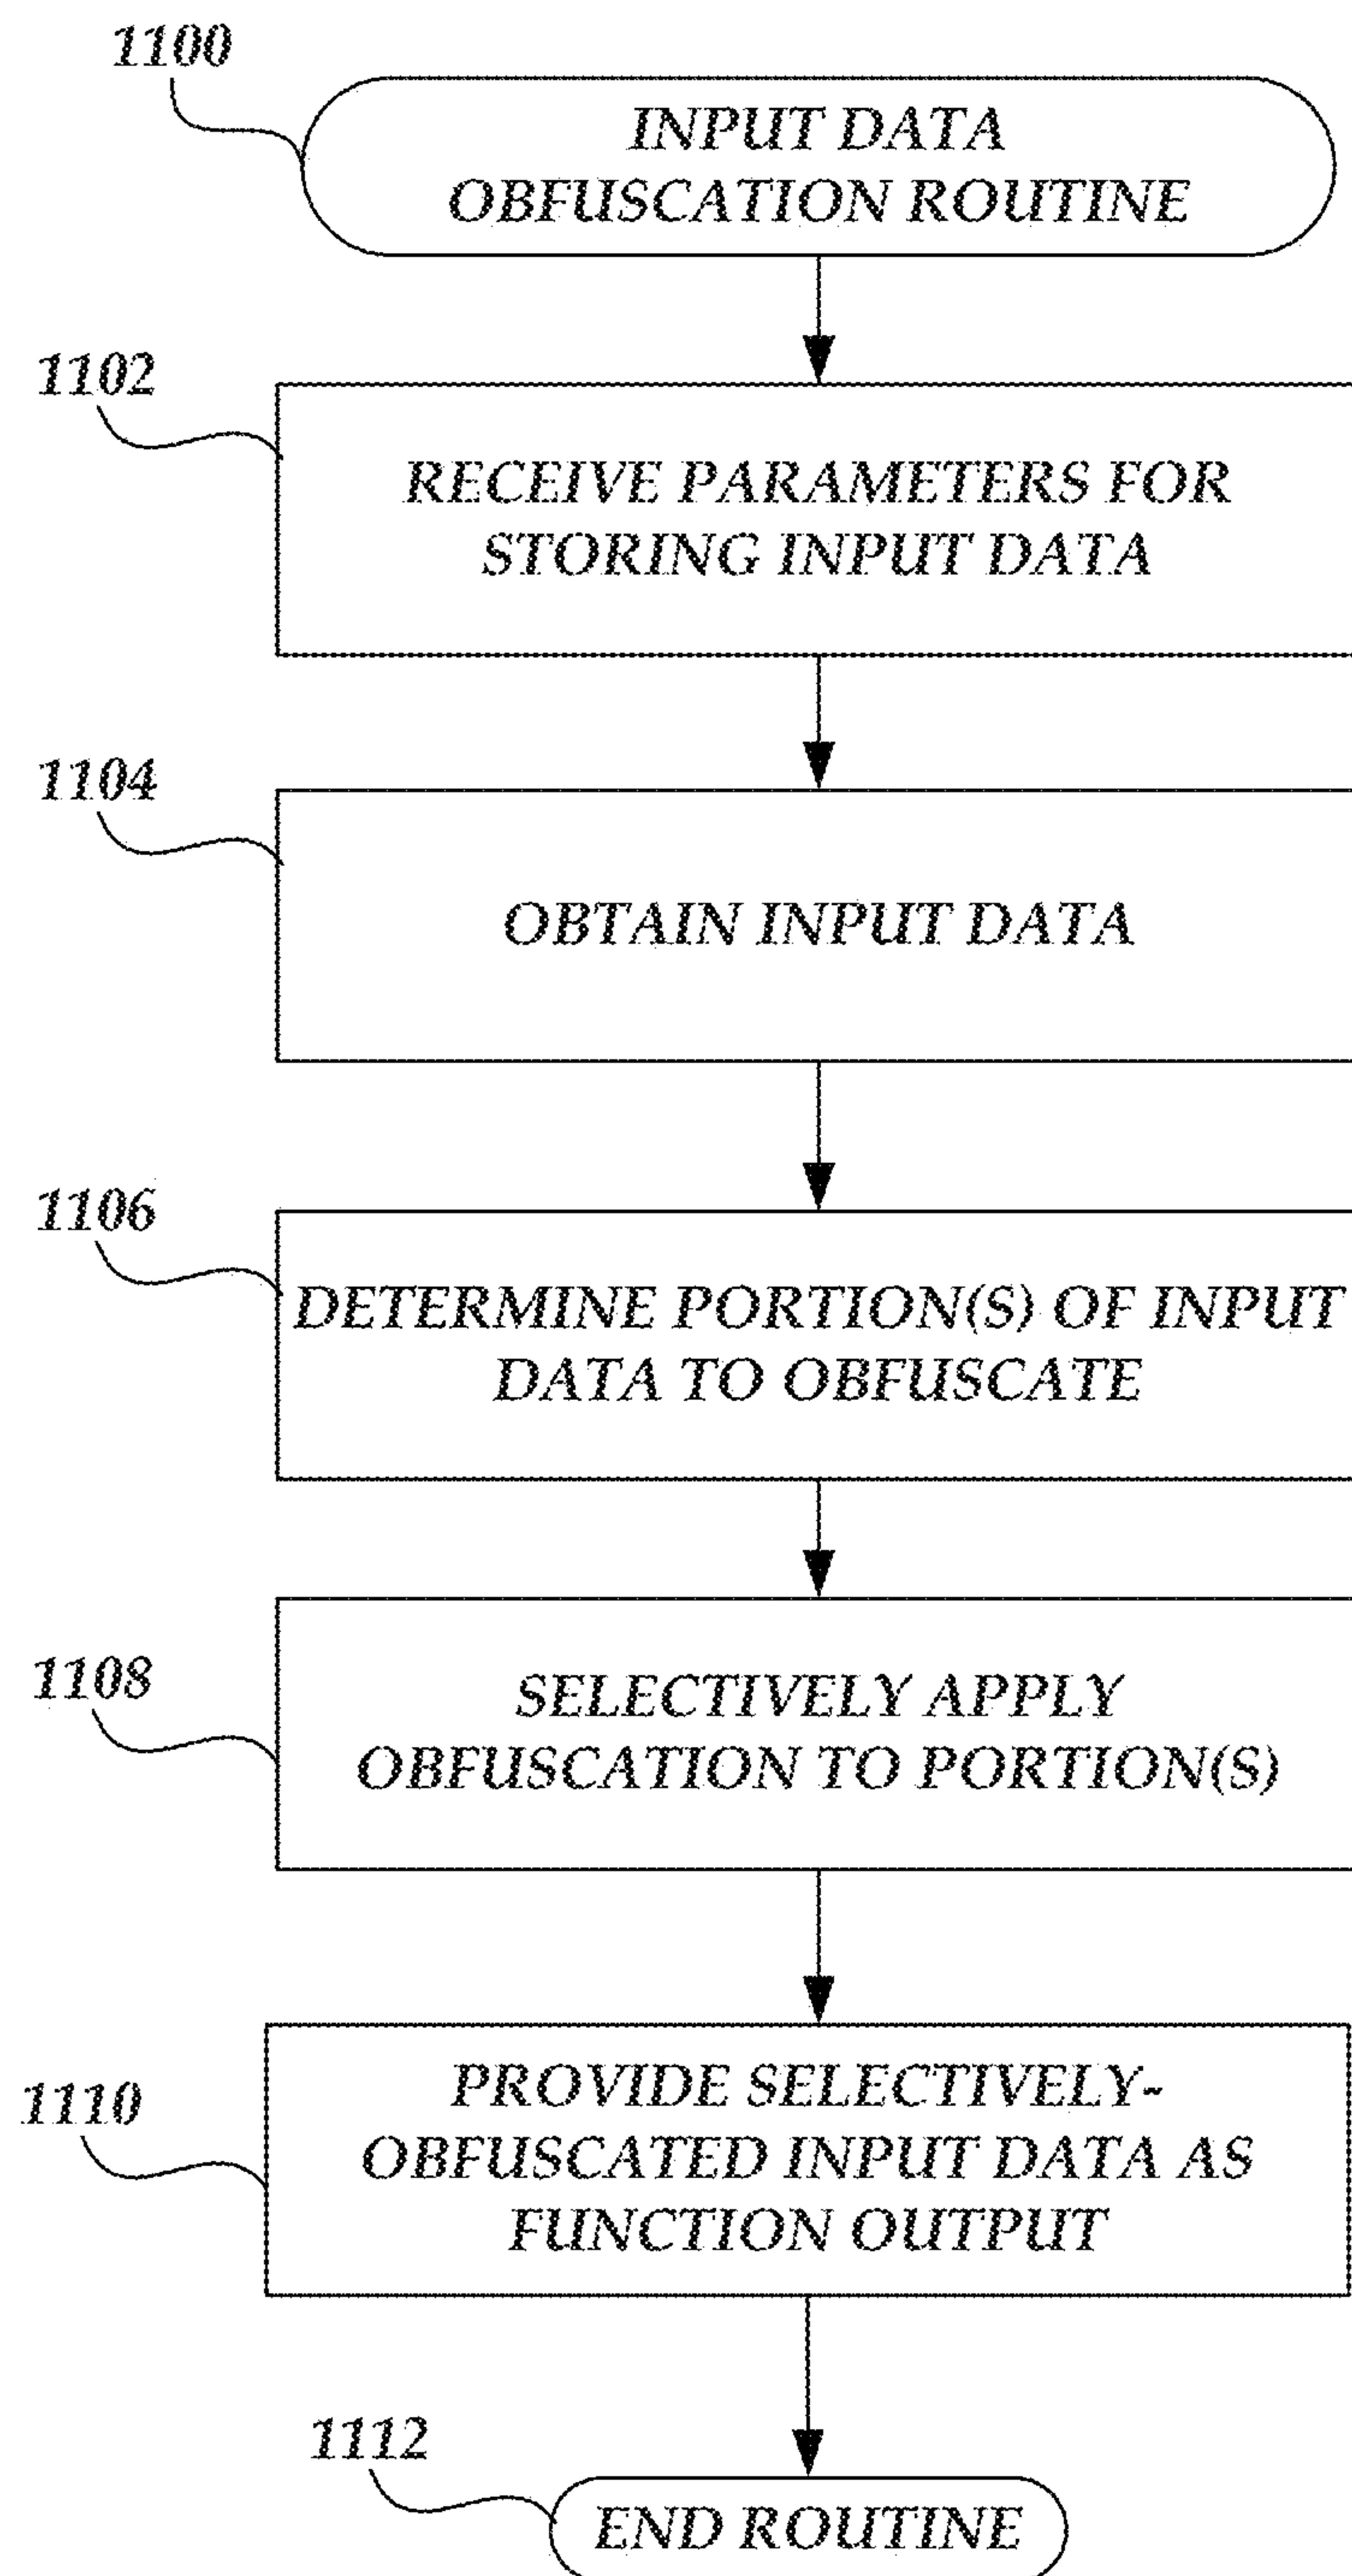 1100
INPUT DATA
OBFUSCATION ROUTINE
1102
RECEIVE PARAMETERS FOR
STORING INPUT DATA
1104
OBTAIN INPUT DATA
1106
DETERMINE PORTION(S) OF INPUT
DATA TO OBFUSCATE
1108
SELECTIVELY APPLY
OBFUSCATION TO PORTION(S)
1110
PROVIDE SELECTIVELY-
OBFUSCATED INPUT DATA AS
FUNCTION OUTPUT
1112
END ROUTINE